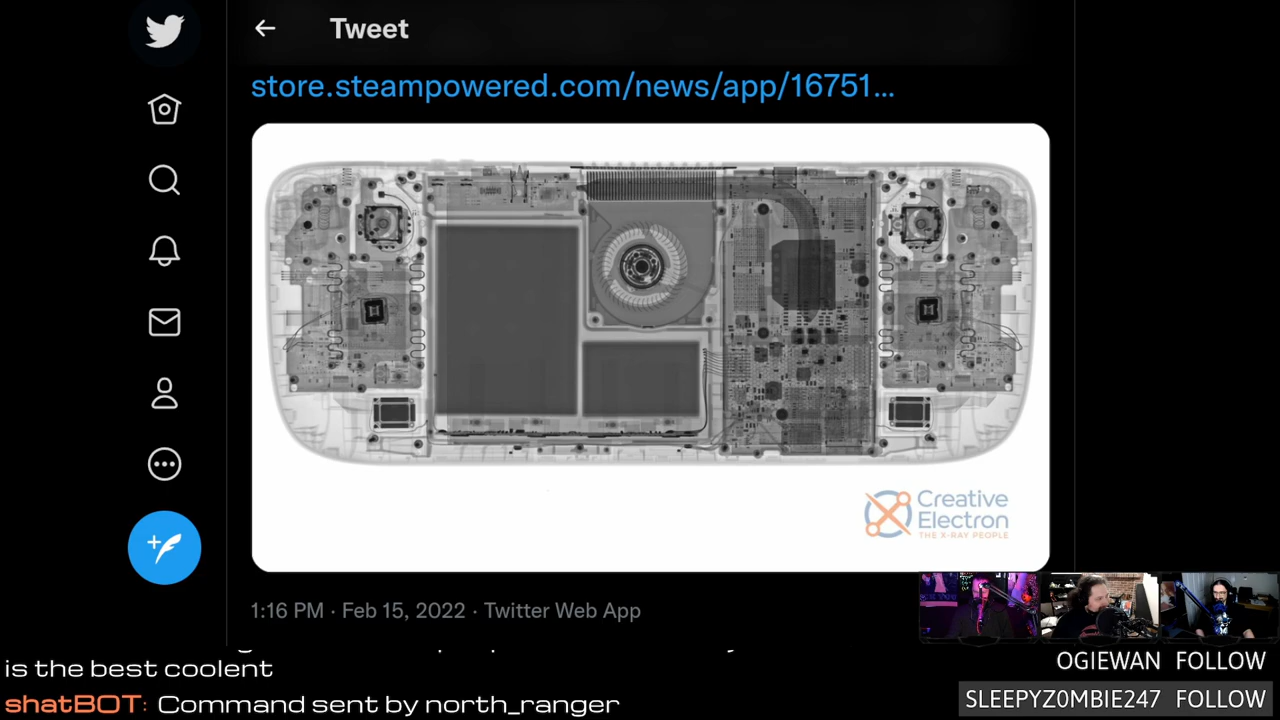 Tweet
store.steampowered.com/news/app/16751...
Creative
Electron
THE X-RAY PEOPLE
1:16 PM · Feb 15, 2022 · Twitter Web App
is the best coolent
shatBOT: Command sent by north_ranger
OGIEWAN FOLLOW
SLEEPYZ0MBIE247 FOLLOW